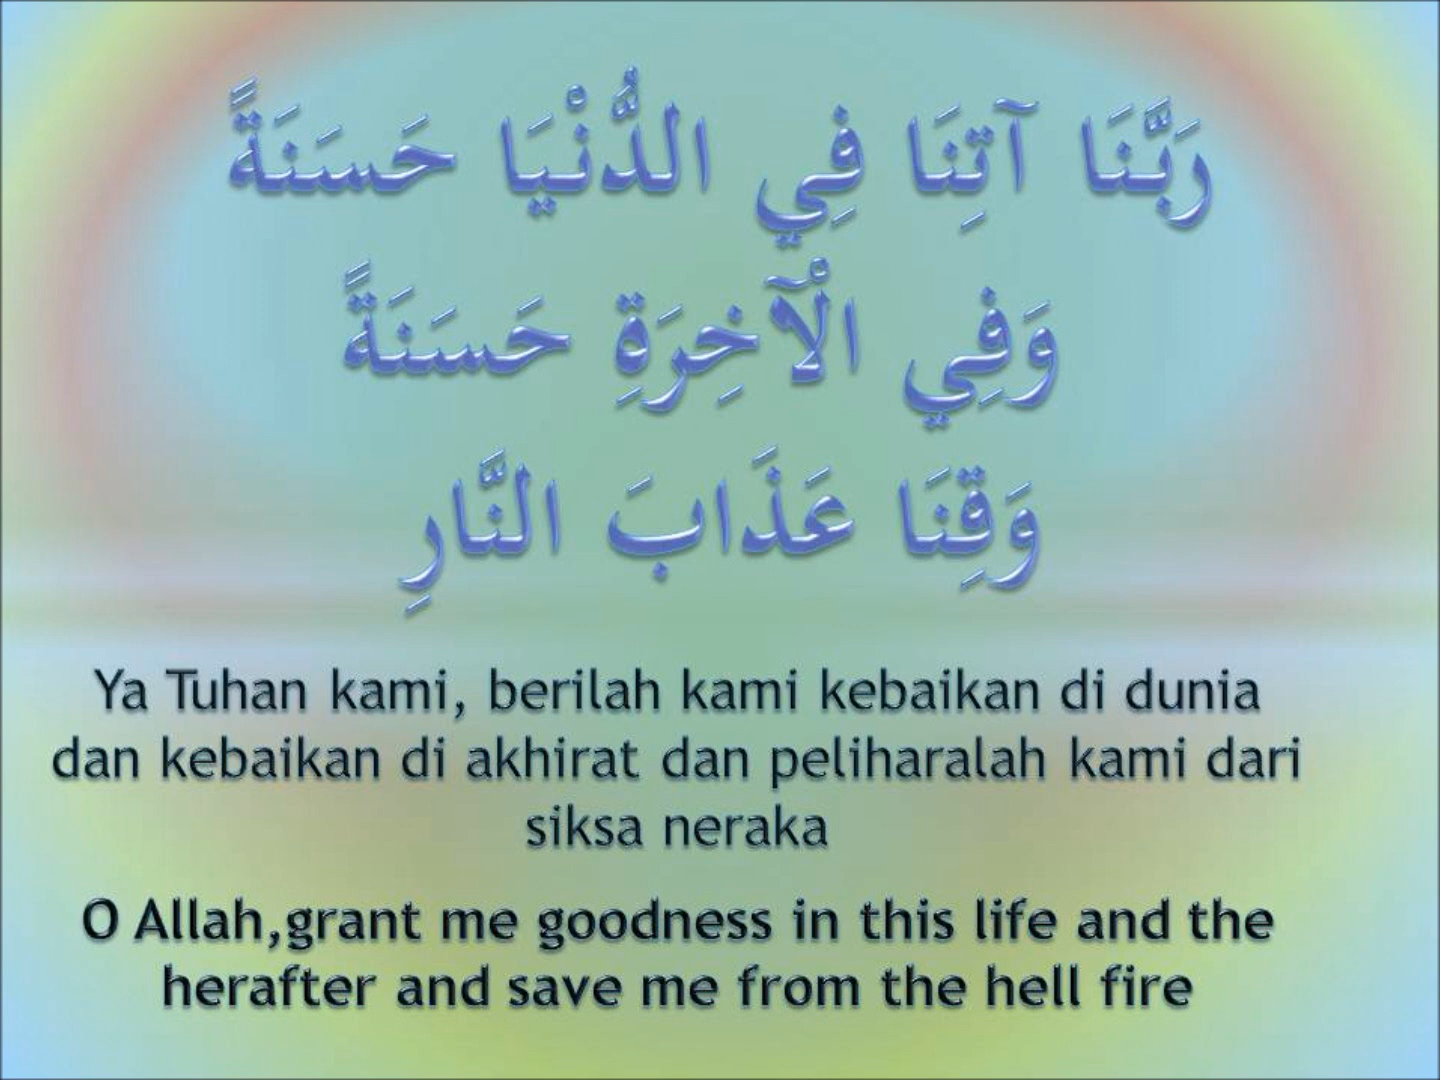 رَبَّنَا آتِنَا فِي الدُّنْيَا حَسَنَةً
وَفِي الْآخِرَةِ حَسَنَةً
وَقِنَا عَذَابَ النَّارِ
Ya Tuhan kami, berilah kami kebaikan di dunia
dan kebaikan di akhirat dan peliharalah kami dari
siksa neraka
O Allah,grant me goodness in this life and the
herafter and save me from the hell fire